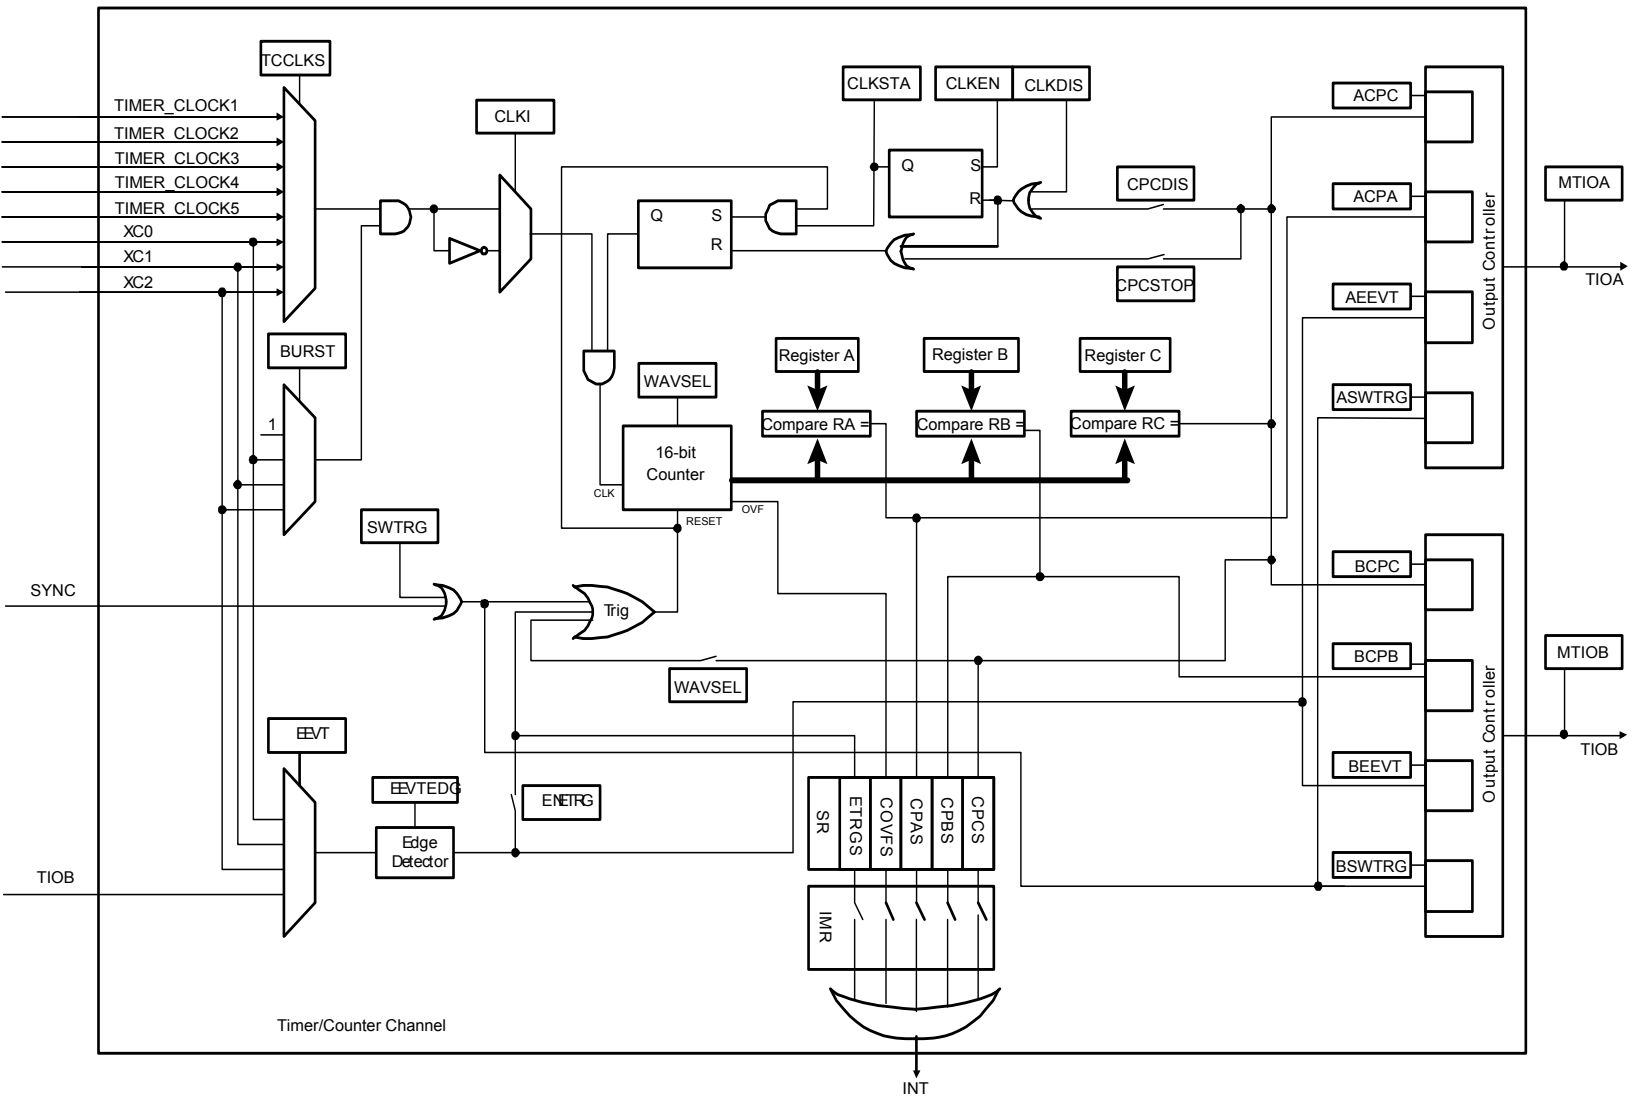 TCCLKS
TIMER_CLOCK1
TIMER_CLOCK2
TIMER_CLOCK3
TIMER_CLOCK4
TIMER_CLOCK5
XC0
XC1
XC2
CLKI
CLKSTA
CLKEN
CLKDIS
Q
S
R
Q
S
R
CPCDIS
CPCSTOP
ACPC
ACPA
AEEVT
ASWTRG
Output Controller
MTIOA
TIOA
BURST
1
Register A
Register B
Register C
WAVSEL
Compare RA =
Compare RB =
Compare RC =
16-bit
Counter
CLK
RESET
OVF
SWTRG
SYNC
Trig
WAVSEL
BCPC
BCPB
BEEVT
BSWTRG
Output Controller
MTIOB
TIOB
EEVT
EEVTEDG
Edge
Detector
ENETRG
TIOB
SR
ETRGS
COVFS
CPAS
CPBS
CPCS
IMR
Timer/Counter Channel
INT